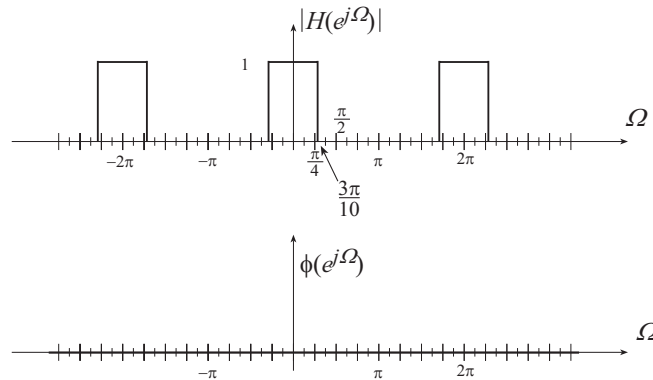 |H(e^{jΩ})|
1
π/2
Ω
−2π
−π
π/4
π
2π
3π/10
ϕ(e^{jΩ})
Ω
−π
π
2π